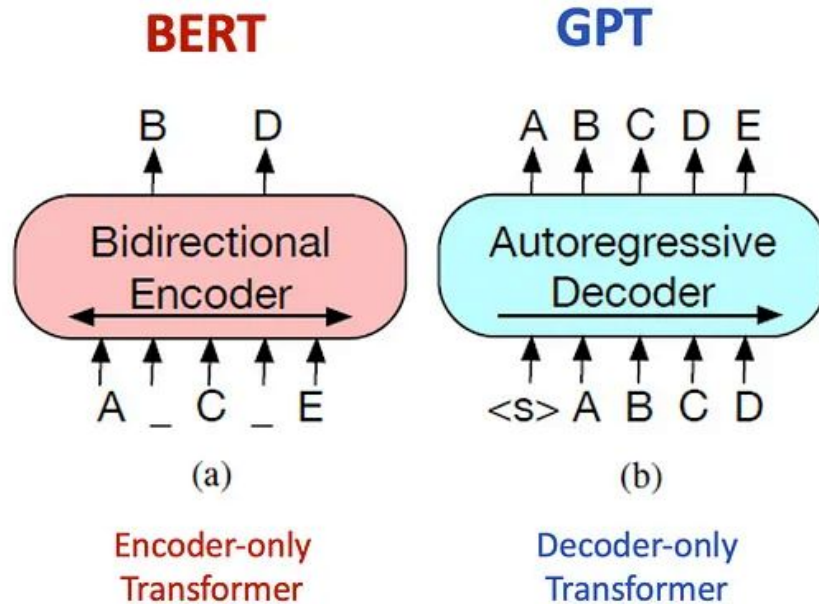 BERT
GPT
B D
A B C D E
Bidirectional
Encoder
Autoregressive
Decoder
A _ C _ E
<s> A B C D
(a)
(b)
Encoder-only
Transformer
Decoder-only
Transformer